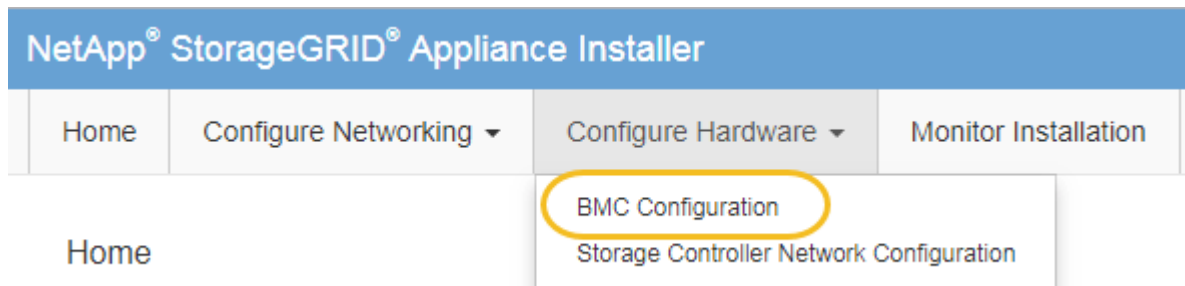 NetApp® StorageGRID® Appliance Installer
Home Configure Networking Configure Hardware Monitor Installation
BMC Configuration
Home
Storage Controller Network Configuration